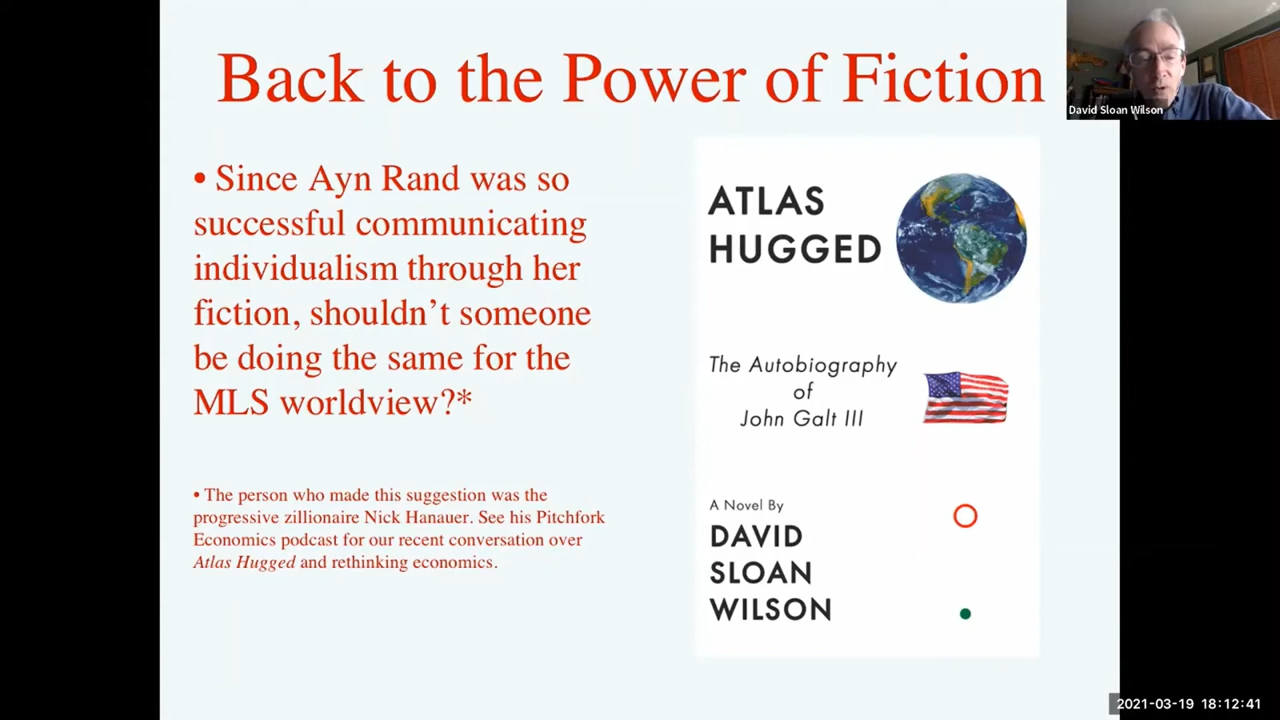 Back to the Power of Fiction
• Since Ayn Rand was so
successful communicating
individualism through her
fiction, shouldn’t someone
be doing the same for the
MLS worldview?*
• The person who made this suggestion was the
progressive zillionaire Nick Hanauer. See his Pitchfork
Economics podcast for our recent conversation over
Atlas Hugged and rethinking economics.
ATLAS
HUGGED
The Autobiography
of
John Galt III
A Novel By
DAVID
SLOAN
WILSON
David Sloan Wilson
2021-03-19 18:12:41